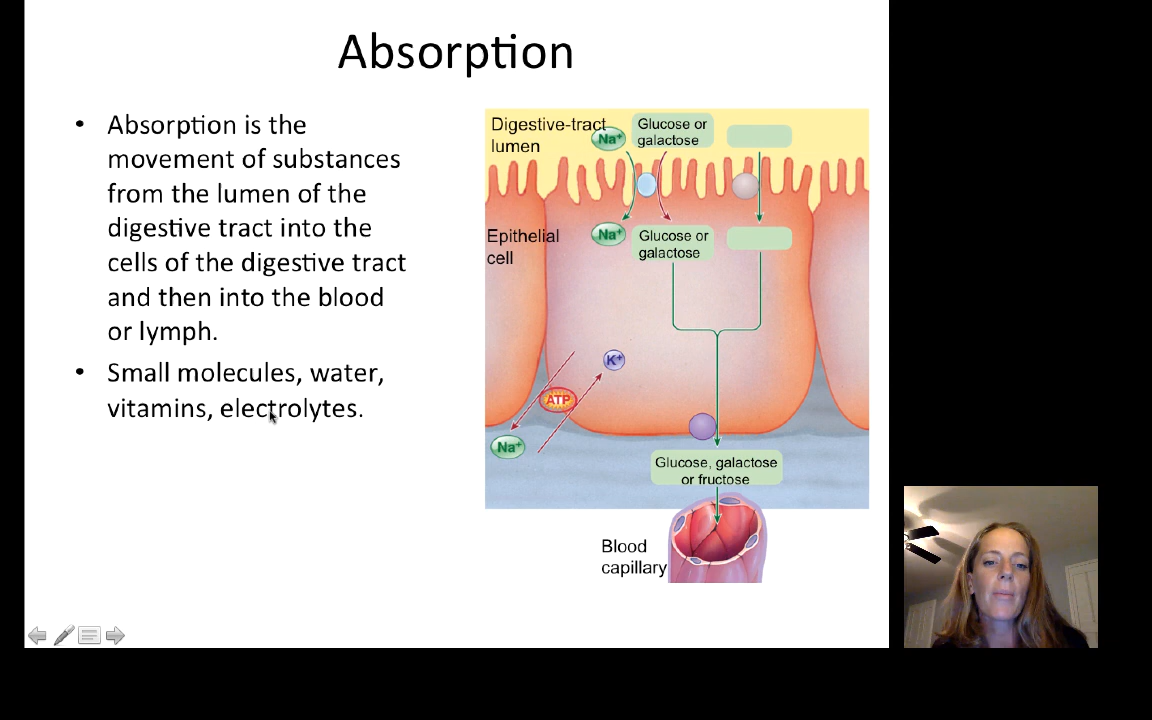 Absorption
• Absorption is the
movement of substances
from the lumen of the
digestive tract into the
cells of the digestive tract
and then into the blood
or lymph.
• Small molecules, water,
vitamins, electrolytes.
Digestive-tract
lumen
Na⁺
Glucose or
galactose
Epithelial
cell
Na⁺
Glucose or
galactose
K⁺
ATP
Na⁺
Glucose, galactose
or fructose
Blood
capillary